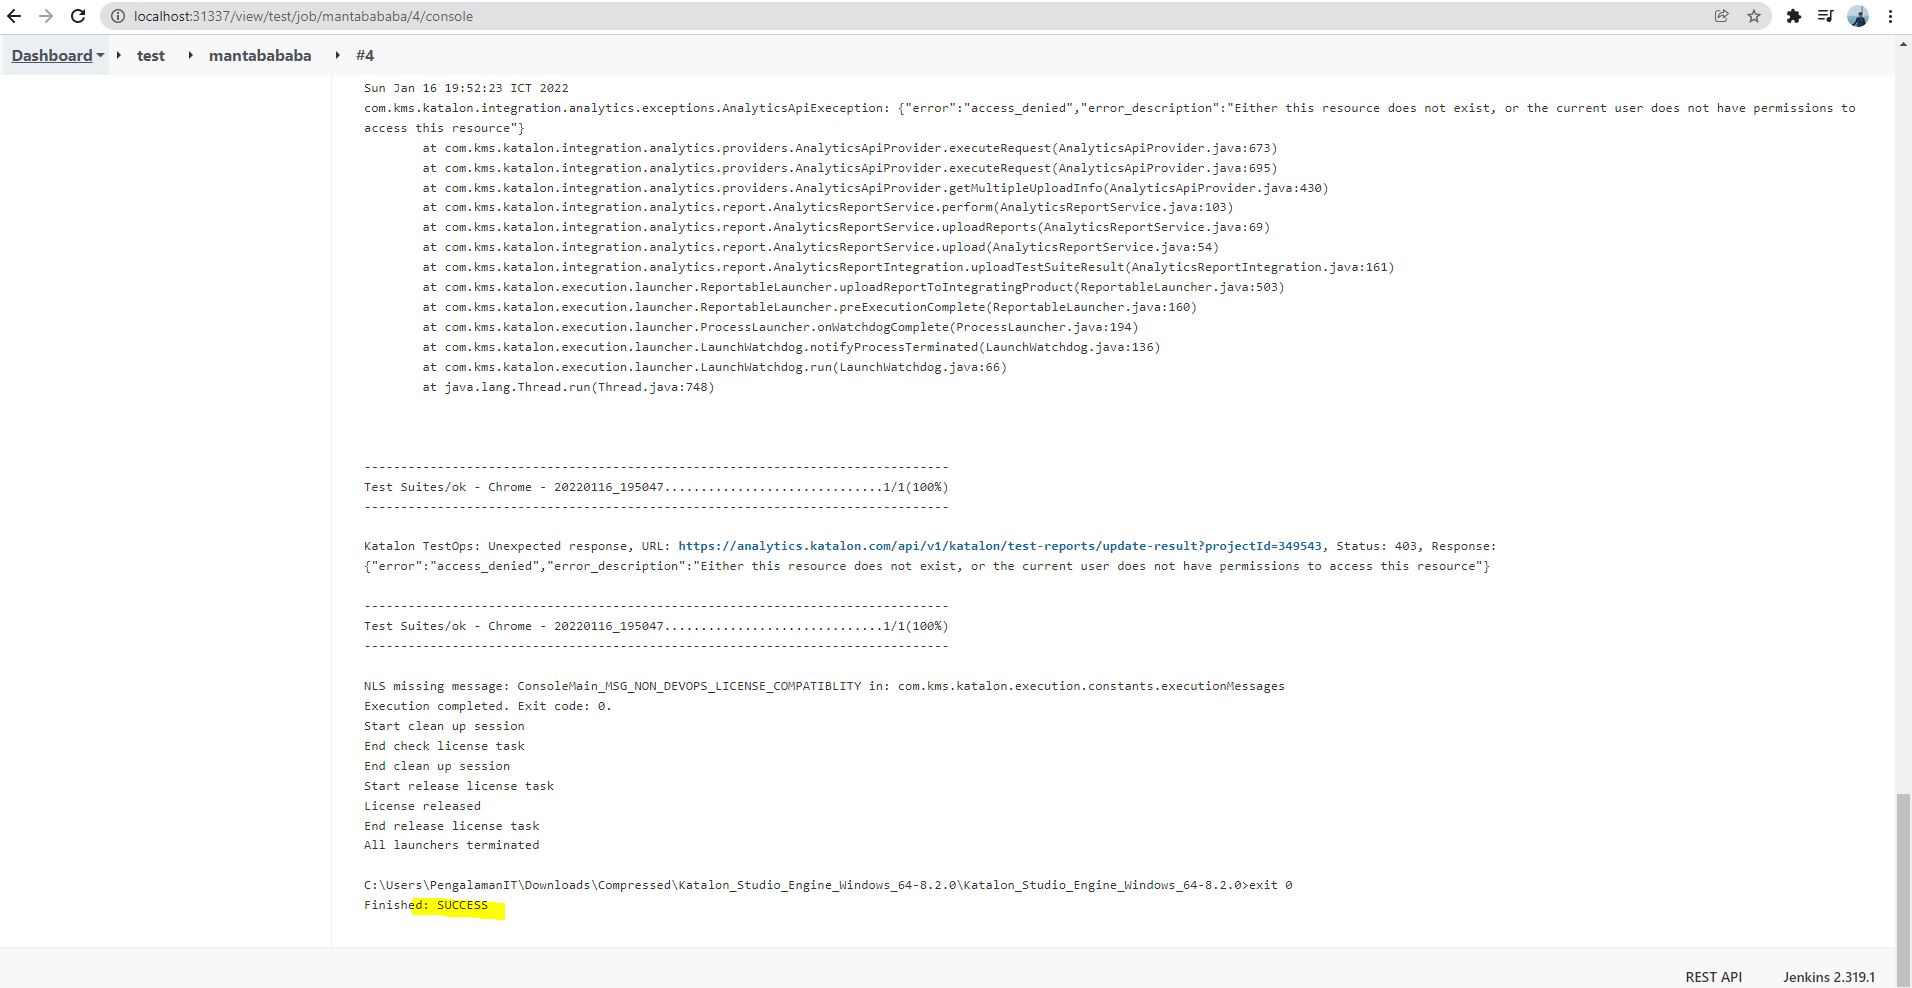 localhost:31337/view/test/job/mantabababa/4/console
Dashboard test mantabababa #4
Sun Jan 16 19:52:23 ICT 2022
com.kms.katalon.integration.analytics.exceptions.AnalyticsApiExeception: {"error":"access_denied","error_description":"Either this resource does not exist, or the current user does not have permissions to
access this resource"}
at com.kms.katalon.integration.analytics.providers.AnalyticsApiProvider.executeRequest(AnalyticsApiProvider.java:673)
at com.kms.katalon.integration.analytics.providers.AnalyticsApiProvider.executeRequest(AnalyticsApiProvider.java:695)
at com.kms.katalon.integration.analytics.providers.AnalyticsApiProvider.getMultipleUploadInfo(AnalyticsApiProvider.java:430)
at com.kms.katalon.integration.analytics.report.AnalyticsReportService.perform(AnalyticsReportService.java:103)
at com.kms.katalon.integration.analytics.report.AnalyticsReportService.uploadReports(AnalyticsReportService.java:69)
at com.kms.katalon.integration.analytics.report.AnalyticsReportService.upload(AnalyticsReportService.java:54)
at com.kms.katalon.integration.analytics.report.AnalyticsReportIntegration.uploadTestSuiteResult(AnalyticsReportIntegration.java:161)
at com.kms.katalon.execution.launcher.ReportableLauncher.uploadReportToIntegratingProduct(ReportableLauncher.java:503)
at com.kms.katalon.execution.launcher.ReportableLauncher.preExecutionComplete(ReportableLauncher.java:160)
at com.kms.katalon.execution.launcher.ProcessLauncher.onWatchdogComplete(ProcessLauncher.java:194)
at com.kms.katalon.execution.launcher.LaunchWatchdog.notifyProcessTerminated(LaunchWatchdog.java:136)
at com.kms.katalon.execution.launcher.LaunchWatchdog.run(LaunchWatchdog.java:66)
at java.lang.Thread.run(Thread.java:748)
--------------------------------------------------------------------------------
Test Suites/ok - Chrome - 20220116_195047..............................1/1(100%)
--------------------------------------------------------------------------------
Katalon TestOps: Unexpected response, URL: https://analytics.katalon.com/api/v1/katalon/test-reports/update-result?projectId=349543, Status: 403, Response:
{"error":"access_denied","error_description":"Either this resource does not exist, or the current user does not have permissions to access this resource"}
--------------------------------------------------------------------------------
Test Suites/ok - Chrome - 20220116_195047..............................1/1(100%)
--------------------------------------------------------------------------------
NLS missing message: ConsoleMain_MSG_NON_DEVOPS_LICENSE_COMPATIBLITY in: com.kms.katalon.execution.constants.executionMessages
Execution completed. Exit code: 0.
Start clean up session
End check license task
End clean up session
Start release license task
License released
End release license task
All launchers terminated
C:\Users\PengalamanIT\Downloads\Compressed\Katalon_Studio_Engine_Windows_64-8.2.0\Katalon_Studio_Engine_Windows_64-8.2.0>exit 0
Finished: SUCCESS
REST API Jenkins 2.319.1